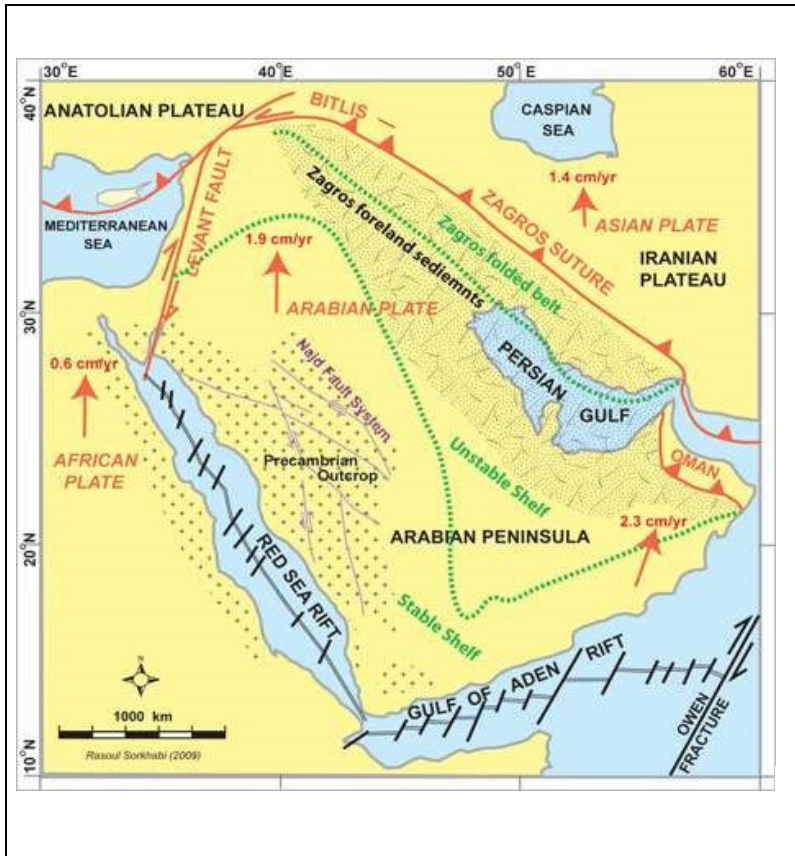 30°E
40°E
50°E
60°E
40°N
ANATOLIAN PLATEAU
BITLIS —
CASPIAN
SEA
1.4 cm/yr
ASIAN PLATE
ZAGROS SUTURE
IRANIAN
PLATEAU
Zagros folded belt
Zagros foreland sediemnts
MEDITERRANEAN
SEA
LEVANT FAULT
1.9 cm/yr
ARABIAN PLATE
30°N
0.6 cm/yr
AFRICAN
PLATE
Najd Fault System
Precambrian
Outcrop
PERSIAN
GULF
OMAN
Unstable Shelf
ARABIAN PENINSULA
2.3 cm/yr
20°N
RED SEA RIFT
Stable Shelf
GULF OF ADEN RIFT
OWEN
FRACTURE
N
1000 km
Rasoul Sorkhabi (2009)
10°N